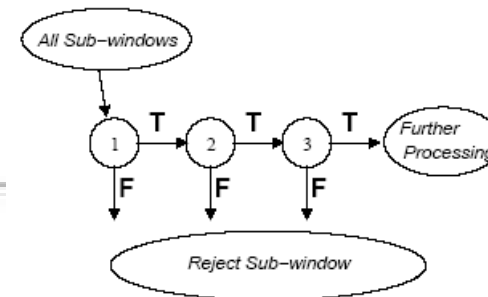 All Sub-windows
1 T 2 T 3 T
Further
Processing
F F F
Reject Sub-window